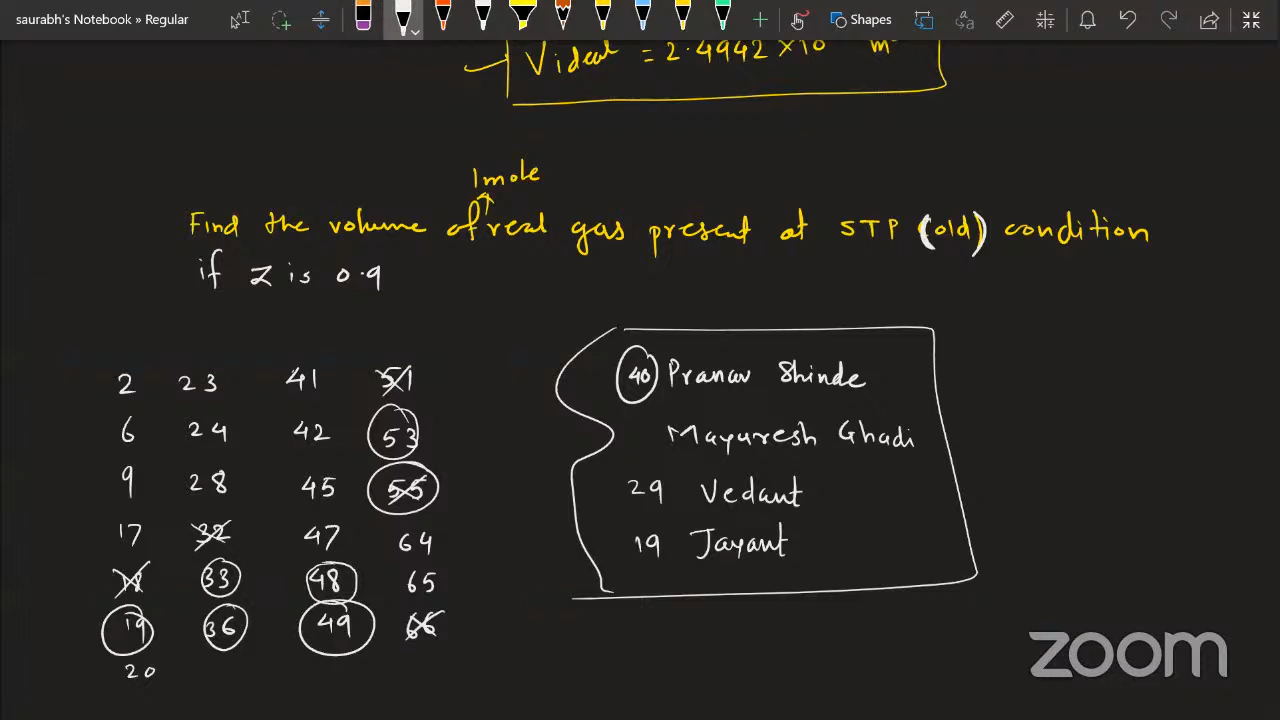 saurabh's Notebook » Regular
Shapes
V ideal = 2.4942 × 10 m
1 mole
Find the volume of real gas present at STP (old) condition
if Z is 0.9
2 23 41 51
6 24 42 53
9 28 45 55
17 32 47 64
18 33 48 65
19 36 49 66
20
40 Pranav Shinde
Mayuresh Ghadi
29 Vedant
19 Jayant
zoom